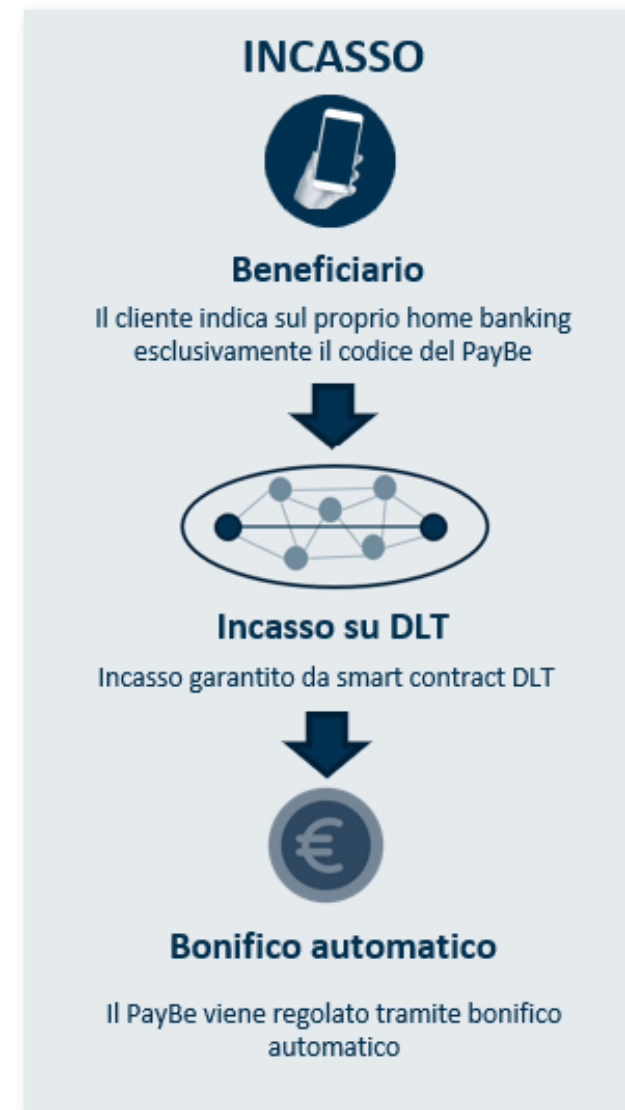 INCASSO
Beneficiario
Il cliente indica sul proprio home banking
esclusivamente il codice del PayBe
Incasso su DLT
Incasso garantito da smart contract DLT
€
Bonifico automatico
Il PayBe viene regolato tramite bonifico
automatico